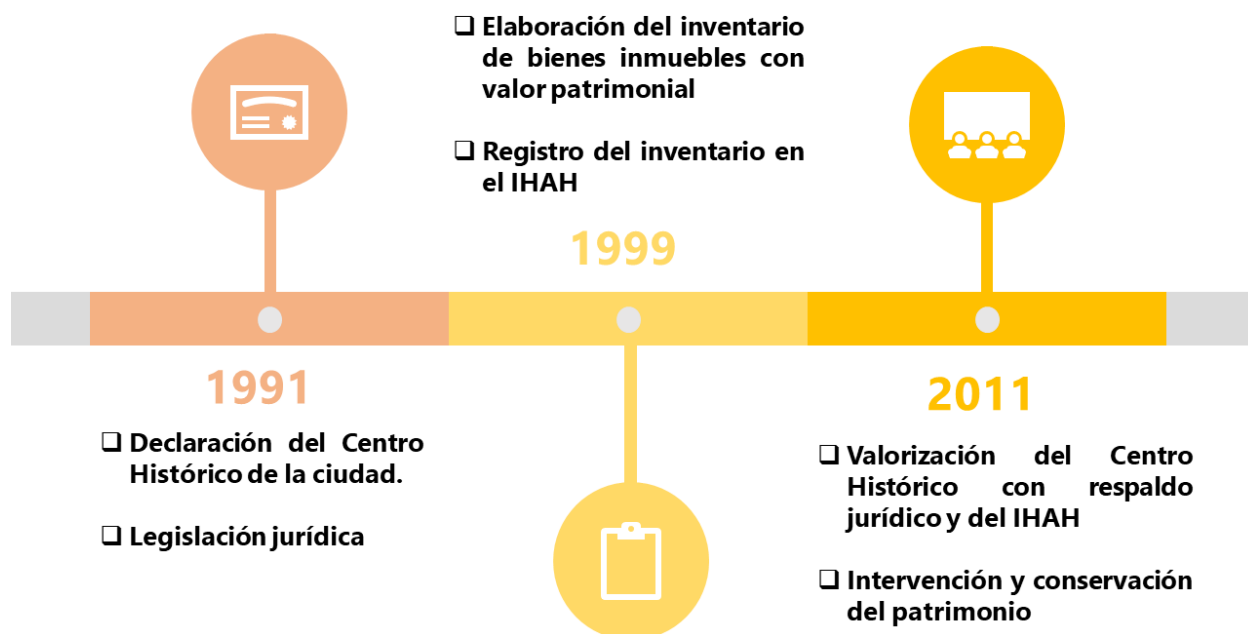 ❑ Elaboración del inventario
de bienes inmuebles con
valor patrimonial
❑ Registro del inventario en
el IHAH
1999
1991
❑ Declaración del Centro
Histórico de la ciudad.
❑ Legislación jurídica
2011
❑ Valorización del Centro
Histórico con respaldo
jurídico y del IHAH
❑ Intervención y conservación
del patrimonio